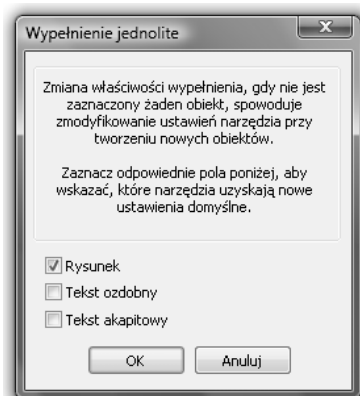 Wypełnienie jednolite
Zmiana właściwości wypełnienia, gdy nie jest
zaznaczony żaden obiekt, spowoduje
zmodyfikowanie ustawień narzędzia przy
tworzeniu nowych obiektów.
Zaznacz odpowiednie pola poniżej, aby
wskazać, które narzędzia uzyskają nowe
ustawienia domyślne.
Rysunek
Tekst ozdobny
Tekst akapitowy
OK Anuluj